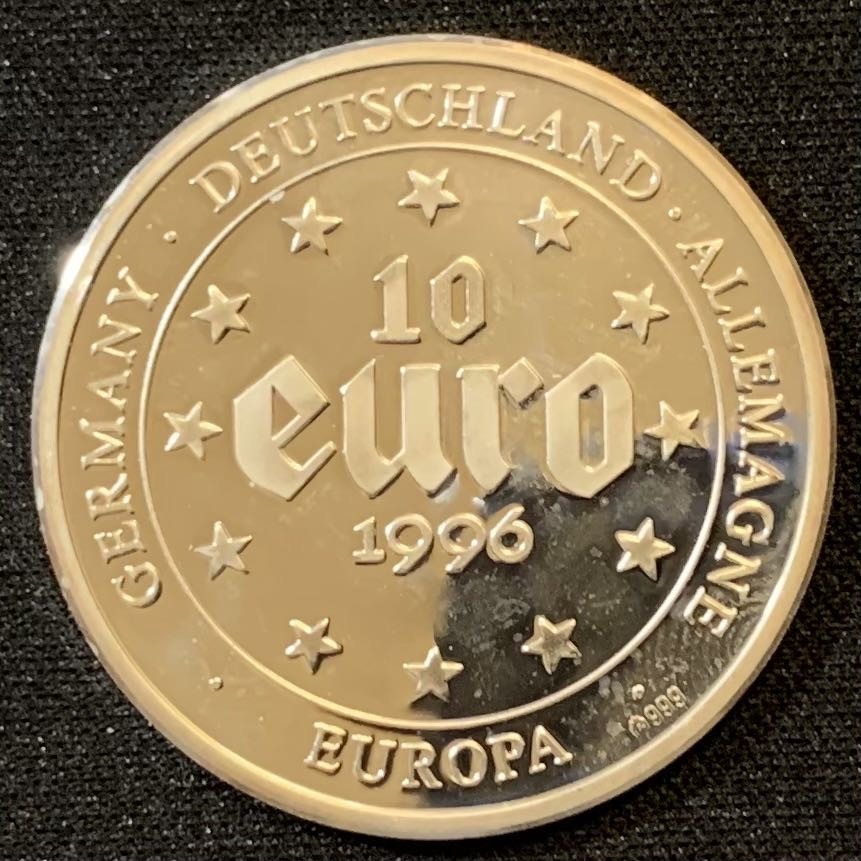 GERMANY · DEUTSCHLAND · ALLEMAGNE
10
euro
1996
· EUROPA ·
999